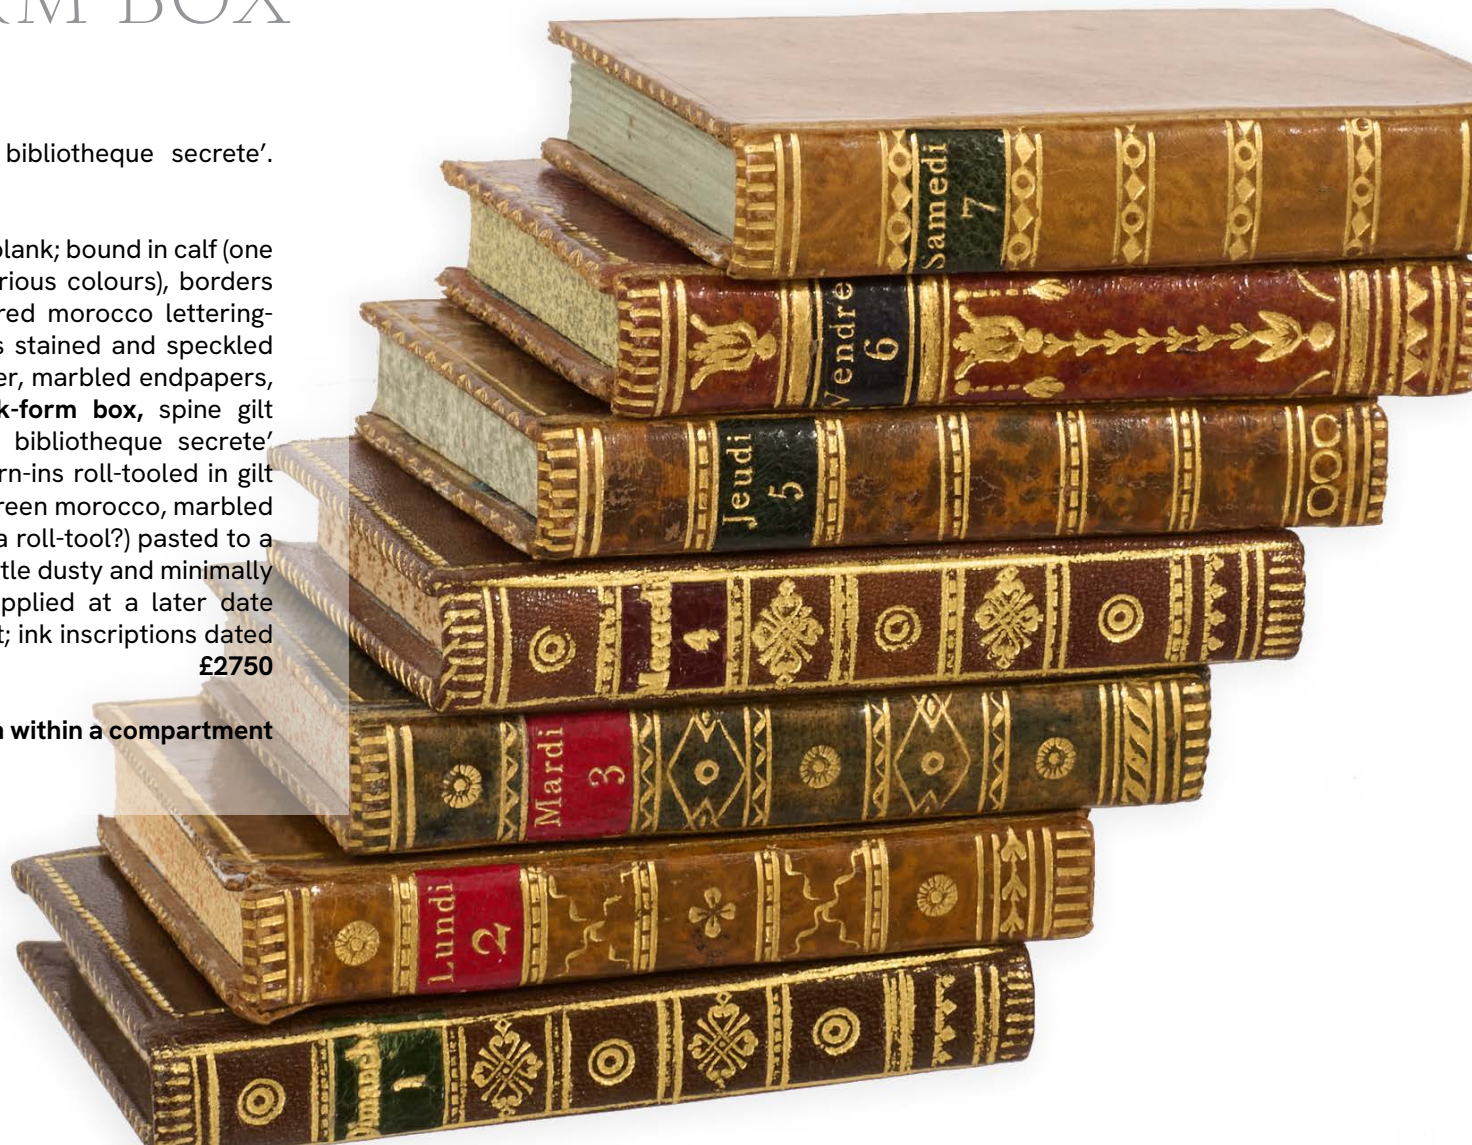 RM BOX
bibliotheque secrete’.
lank; bound in calf (one
rious colours), borders
red morocco lettering-
s stained and speckled
er, marbled endpapers,
k-form box, spine gilt
bibliotheque secrete’
rn-ins roll-tooled in gilt
reen morocco, marbled
a roll-tool?) pasted to a
tle dusty and minimally
pplied at a later date
t; ink inscriptions dated
£2750
n within a compartment
Samedi
7
Vendre
6
Jeudi
5
4
Mardi
3
Lundi
2
Dimanch
1